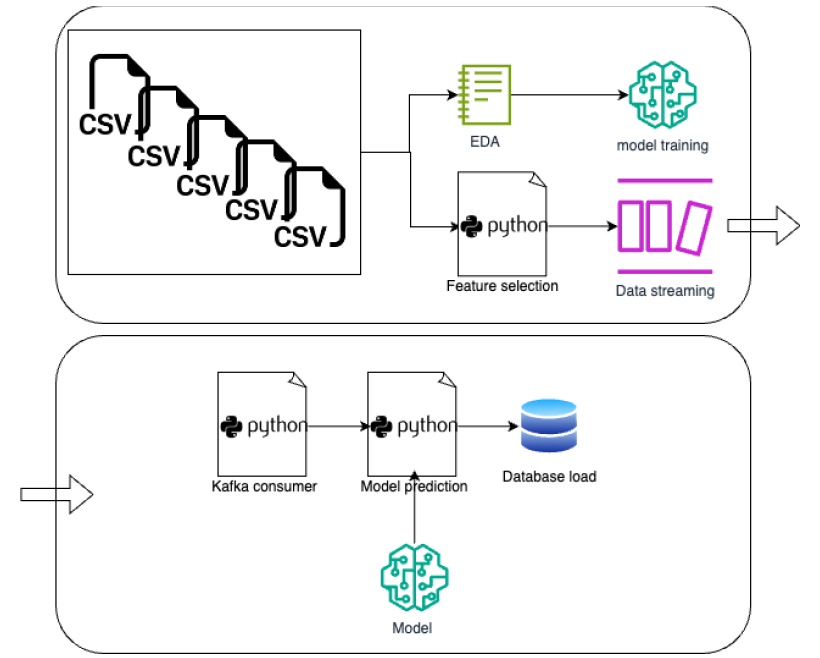 CSV
CSV
CSV
CSV
CSV
EDA
model training
python
Feature selection
Data streaming
python
Kafka consumer
python
Model prediction
Database load
Model